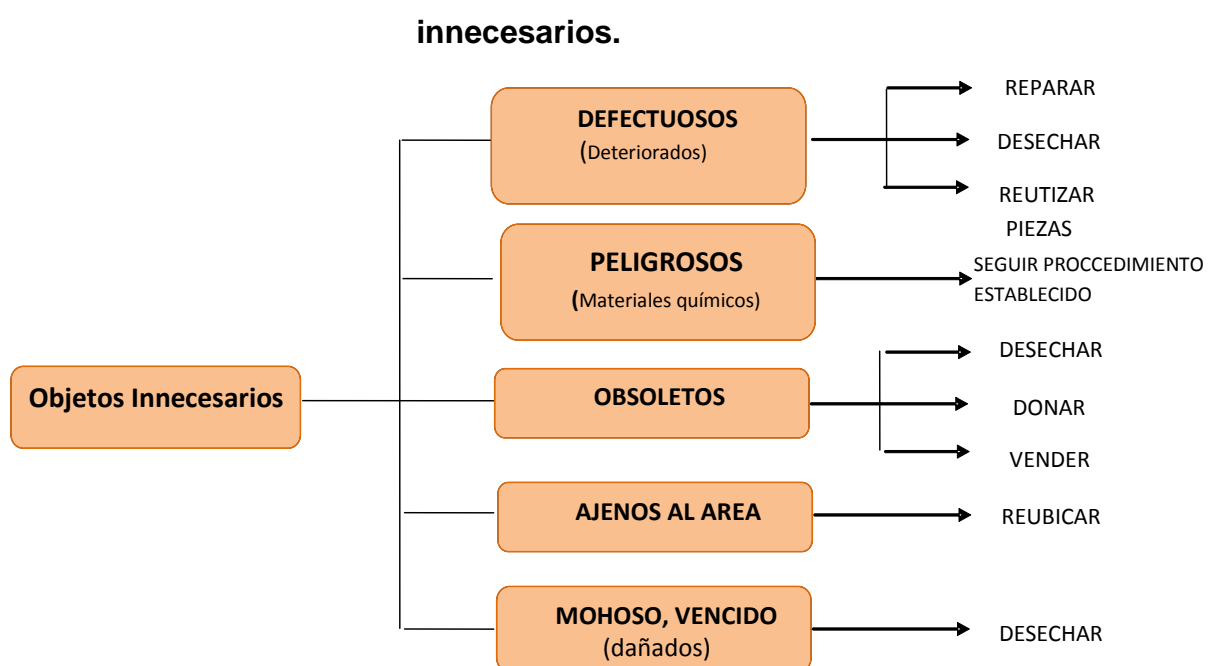 innecesarios.
DEFECTUOSOS
(Deteriorados)
REPARAR
DESECHAR
REUTIZAR
PIEZAS
PELIGROSOS
(Materiales químicos)
SEGUIR PROCCEDIMIENTO
ESTABLECIDO
Objetos Innecesarios
OBSOLETOS
DESECHAR
DONAR
VENDER
AJENOS AL AREA
REUBICAR
MOHOSO, VENCIDO
(dañados)
DESECHAR